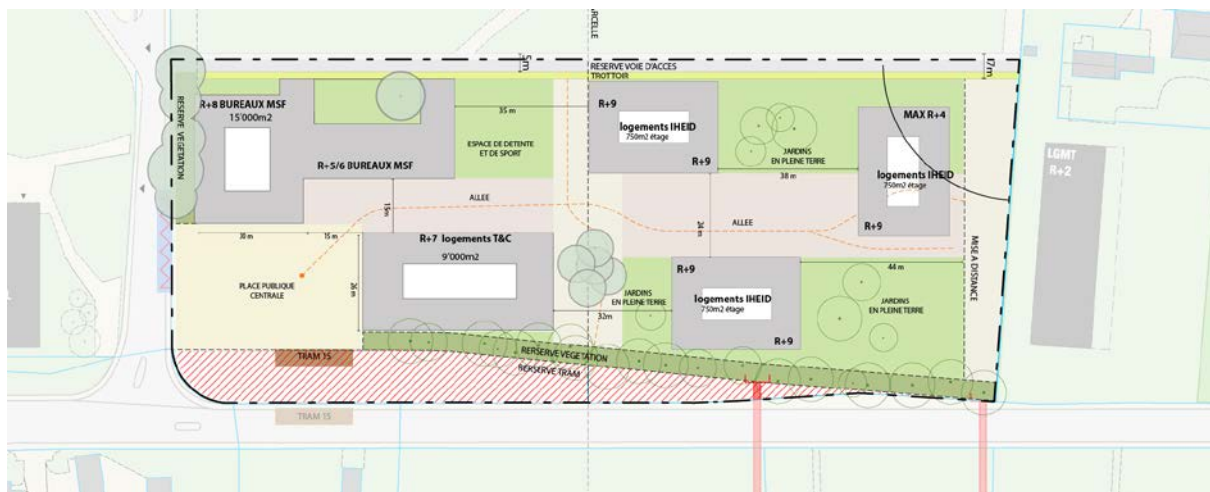 PARCELLE
5m
17m
RESERVE VOIE D'ACCES
TROTTOIR
RESERVE VEGETATION
R+8 BUREAUX MSF
15'000m2
35 m
R+9
logements IHEID
750m2 étage
R+9
MAX R+4
ESPACE DE DETENTE
ET DE SPORT
R+5/6 BUREAUX MSF
JARDINS
EN PLEINE TERRE
38 m
logements IHEID
750m2 étage
R+9
LGMT
R+2
15m
ALLEE
24 m
ALLEE
30 m
15 m
R+7 logements T&C
9'000m2
26 m
PLACE PUBLIQUE
CENTRALE
R+9
44 m
MISE A DISTANCE
JARDINS
EN PLEINE TERRE
logements IHEID
750m2 étage
R+9
JARDINS
EN PLEINE TERRE
32m
TRAM 15
RERSERVE VEGETATION
RERSERVE TRAM
TRAM 15